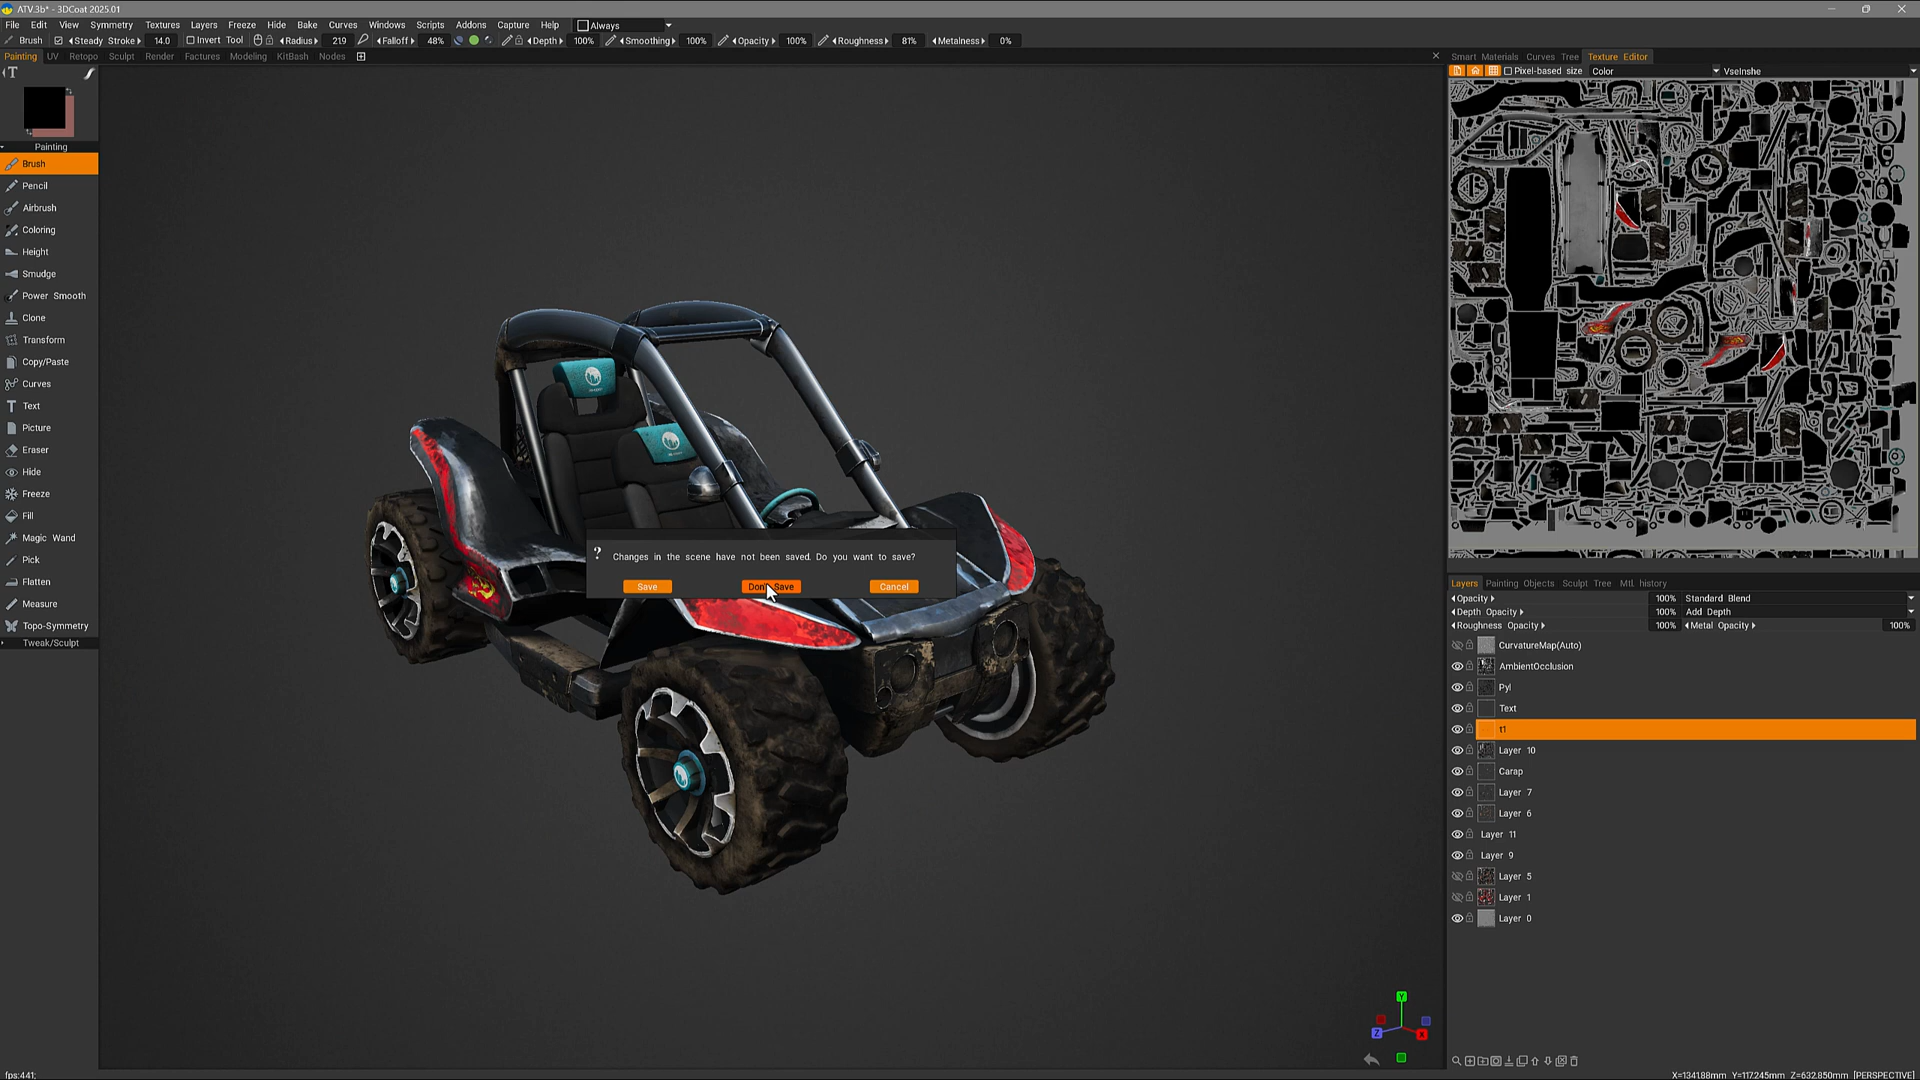 ATV.3b* - 3DCoat 2025.01
File Edit View Symmetry Textures Layers Freeze Hide Bake Curves Windows Scripts Addons Capture Help Always
Brush Steady Stroke 14.0 Invert Tool Radius 219 Falloff 48% Depth 100% Smoothing 100% Opacity 100% Roughness 81% Metalness 0%
Painting UV Retopo Sculpt Render Factures Modeling KitBash Nodes
Smart Materials Curves Tree Texture Editor
Pixel-based size Color VseInshe
Painting
Brush
Pencil
Airbrush
Coloring
Height
Smudge
Power Smooth
Clone
Transform
Copy/Paste
Curves
Text
Picture
Eraser
Hide
Freeze
Fill
Magic Wand
Pick
Flatten
Measure
Topo-Symmetry
Tweak/Sculpt
? Changes in the scene have not been saved. Do you want to save?
Save Don't Save Cancel
Layers Painting Objects Sculpt Tree Mtl. history
Opacity 100% Standard Blend
Depth Opacity 100% Add Depth
Roughness Opacity 100% Metal Opacity 100%
CurvatureMap(Auto)
AmbientOcclusion
Pyl
Text
t1
Layer 10
Carap
Layer 7
Layer 6
Layer 11
Layer 9
Layer 5
Layer 1
Layer 0
Y
Z X
fps:441;
X=1341.88mm Y=117.245mm Z=632.850mm [PERSPECTIVE]